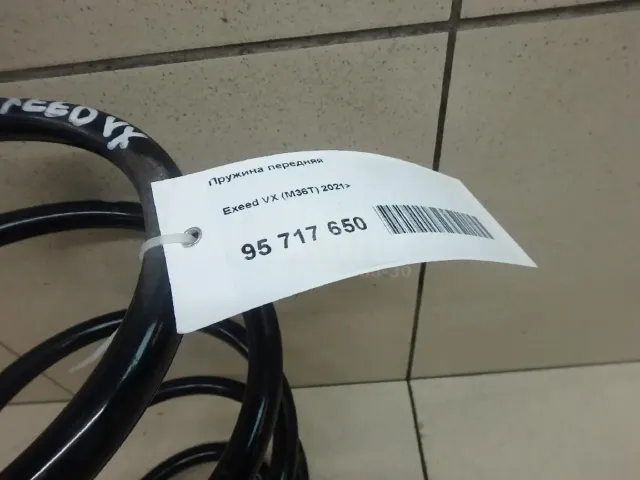 Пружина передняя
Exeed VX (M36T) 2021>
95 717 650